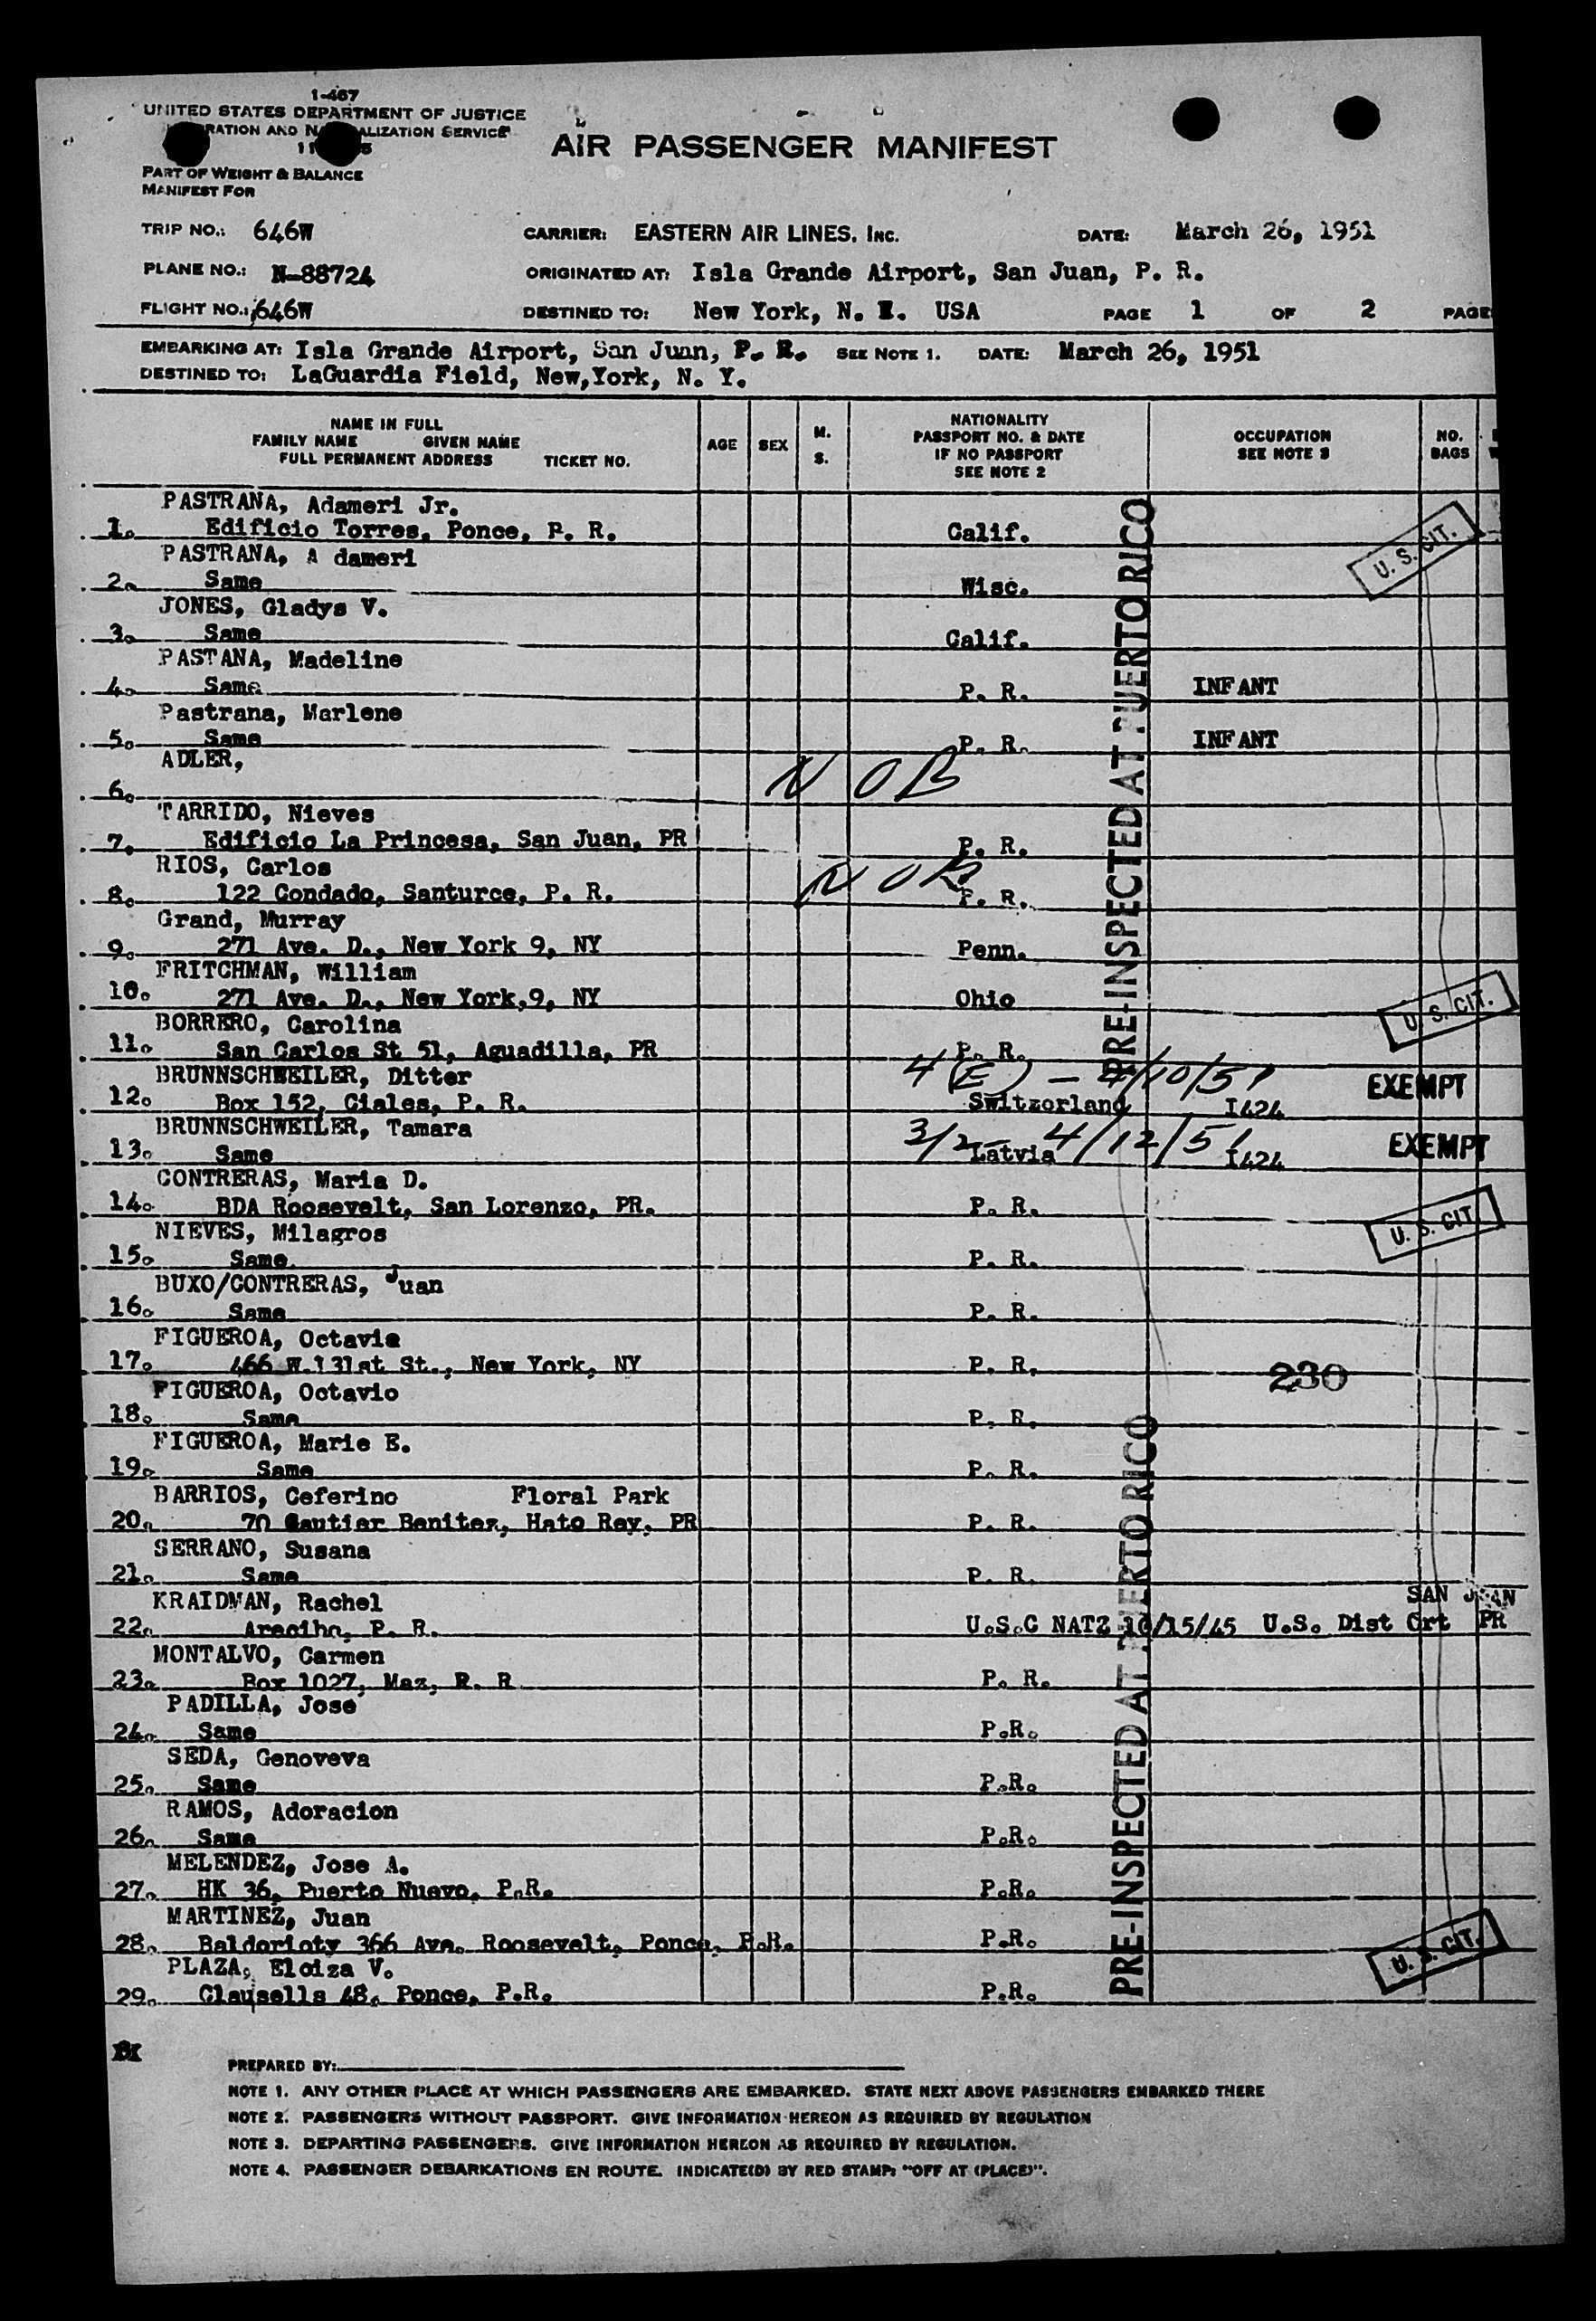 1-467
UNITED STATES DEPARTMENT OF JUSTICE
AIR PASSENGER MANIFEST
PART OF WEIGHT & BALANCE
MANIFEST FOR
TRIP NO.: 646W CARRIER: EASTERN AIR LINES, INC. DATE: March 26, 1951
PLANE NO.: N-88724 ORIGINATED AT: Isla Grande Airport, San Juan, P. R.
FLIGHT NO.: 646W DESTINED TO: New York, N. Y. USA PAGE 1 OF 2 PAGE
EMBARKING AT: Isla Grande Airport, San Juan, P. R. SEE NOTE 1. DATE: March 26, 1951
DESTINED TO: LaGuardia Field, New,York, N. Y.
NAME IN FULL
FAMILY NAME GIVEN NAME
FULL PERMANENT ADDRESS TICKET NO.
AGE
SEX
M.
S.
NATIONALITY
PASSPORT NO. & DATE
IF NO PASSPORT
SEE NOTE 2
OCCUPATION
SEE NOTE 3
NO.
BAGS
PASTRANA, Adameri Jr.
1. Edificio Torres, Ponce, P. R. Calif.
U. S. CIT.
PASTRANA, A dameri
2. Same Wisc.
JONES, Gladys V.
3. Same Calif.
PASTANA, Madeline
4. Same P. R. INFANT
Pastrana, Marlene
5. Same P. R. INFANT
ADLER,
6. N O B
TARRIDO, Nieves
7. Edificio La Princesa, San Juan, PR P. R.
RIOS, Carlos
8. 122 Condado, Santurce, P. R. N O B P. R.
Grand, Murray
9. 271 Ave. D., New York 9, NY Penn.
FRITCHMAN, William
10. 271 Ave. D., New York,9, NY Ohio
U. S. CIT.
BORRERO, Carolina
11. San Carlos St 51, Aguadilla, PR P. R.
PRE-INSPECTED AT PUERTO RICO
BRUNNSCHWEILER, Ditter 4(E) - 4/10/51 EXEMPT
12. Box 152, Ciales, P. R. Switzerland I424
BRUNNSCHWEILER, Tamara 3/2 4/12/51 EXEMPT
13. Same Latvia I424
CONTRERAS, Maria D.
14. BDA Roosevelt, San Lorenzo, PR. P. R.
U. S. CIT.
NIEVES, Milagros
15. Same P. R.
BUXO/CONTRERAS, Juan
16. Same P. R.
FIGUEROA, Octavia
17. 466 W.131st St., New York, NY P. R. 230
FIGUEROA, Octavio
18. Same P. R.
FIGUEROA, Marie E.
19. Same P. R.
BARRIOS, Ceferino Floral Park
20. 70 Gautier Benitez, Hato Rey, PR P. R.
SERRANO, Susana
21. Same P. R.
KRAIDMAN, Rachel SAN JUAN
22. Arecibo, P. R. U.S.C NATZ 10/15/45 U.S. Dist Crt PR
MONTALVO, Carmen
23. Box 1027, Maz, R. R P. R.
PADILLA, Jose
24. Same P.R.
SEDA, Genoveva
25. Same P.R.
RAMOS, Adoracion
26. Same P.R.
MELENDEZ, Jose A.
27. HK 36, Puerto Nuevo, P.R. P.R.
MARTINEZ, Juan
28. Baldorioty 366 Ave. Roosevelt, Ponce, P.R. P.R.
U. S. CIT.
PLAZA, Eloiza V.
29. Clausells 48, Ponce, P.R. P.R.
PRE-INSPECTED AT PUERTO RICO
PREPARED BY:
NOTE 1. ANY OTHER PLACE AT WHICH PASSENGERS ARE EMBARKED. STATE NEXT ABOVE PASSENGERS EMBARKED THERE
NOTE 2. PASSENGERS WITHOUT PASSPORT. GIVE INFORMATION HEREON AS REQUIRED BY REGULATION
NOTE 3. DEPARTING PASSENGERS. GIVE INFORMATION HEREON AS REQUIRED BY REGULATION.
NOTE 4. PASSENGER DEBARKATIONS EN ROUTE. INDICATE(D) BY RED STAMP: "OFF AT (PLACE)".